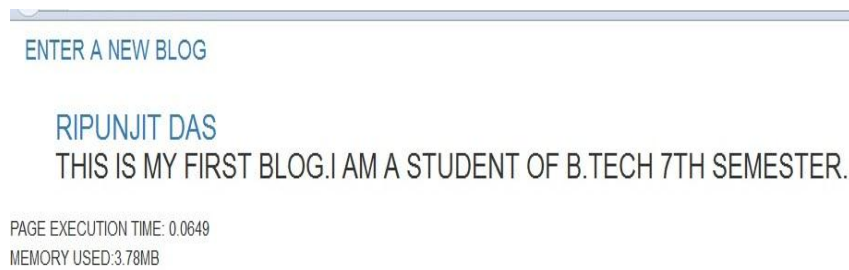 ENTER A NEW BLOG
RIPUNJIT DAS
THIS IS MY FIRST BLOG.I AM A STUDENT OF B.TECH 7TH SEMESTER.
PAGE EXECUTION TIME: 0.0649
MEMORY USED:3.78MB